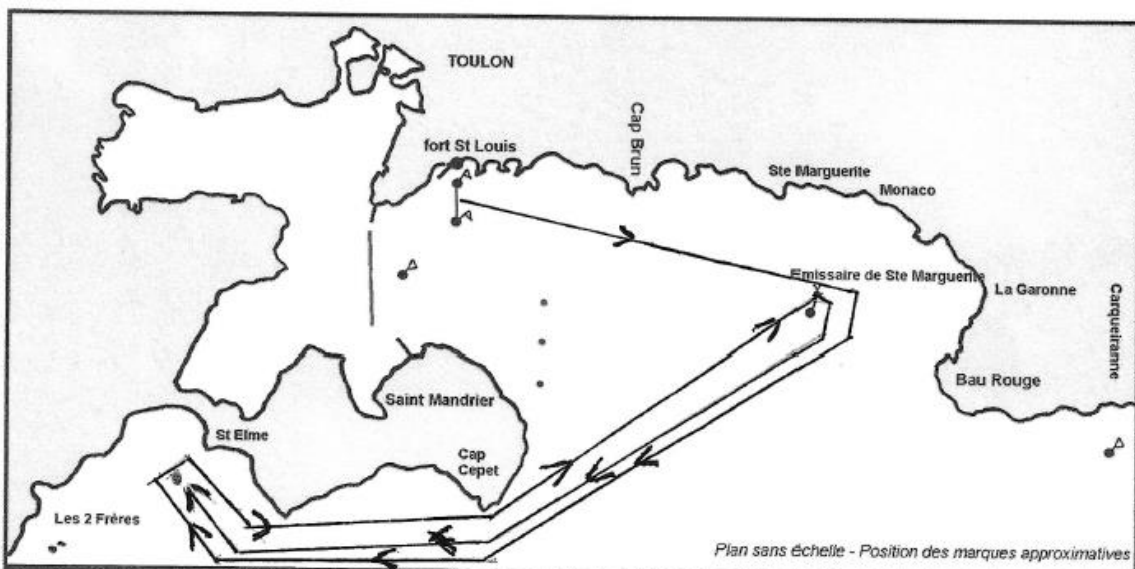 TOULON
fort St Louis
Cap Brun
Ste Marguerite
Monaco
Emissaire de Ste Marguerite
La Garonne
Carqueiranne
Bau Rouge
Saint Mandrier
St Elme
Cap
Cepet
Les 2 Frères
Plan sans échelle - Position des marques approximatives